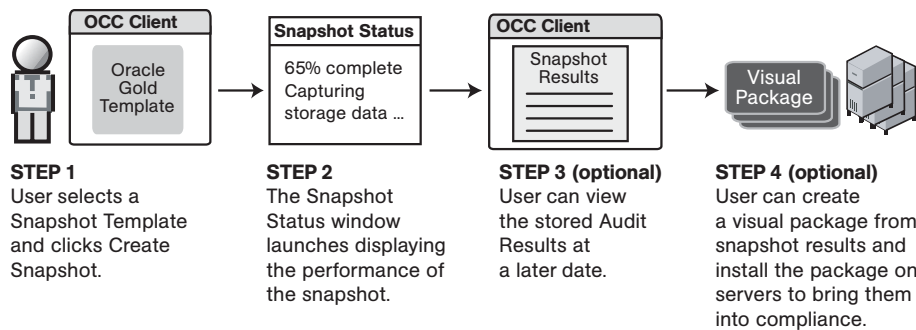 OCC Client
Oracle
Gold
Template
Snapshot Status
65% complete
Capturing
storage data ...
OCC Client
Snapshot
Results
Visual
Package
STEP 1
User selects a
Snapshot Template
and clicks Create
Snapshot.
STEP 2
The Snapshot
Status window
launches displaying
the performance of
the snapshot.
STEP 3 (optional)
User can view
the stored Audit
Results at
a later date.
STEP 4 (optional)
User can create
a visual package from
snapshot results and
install the package on
servers to bring them
into compliance.